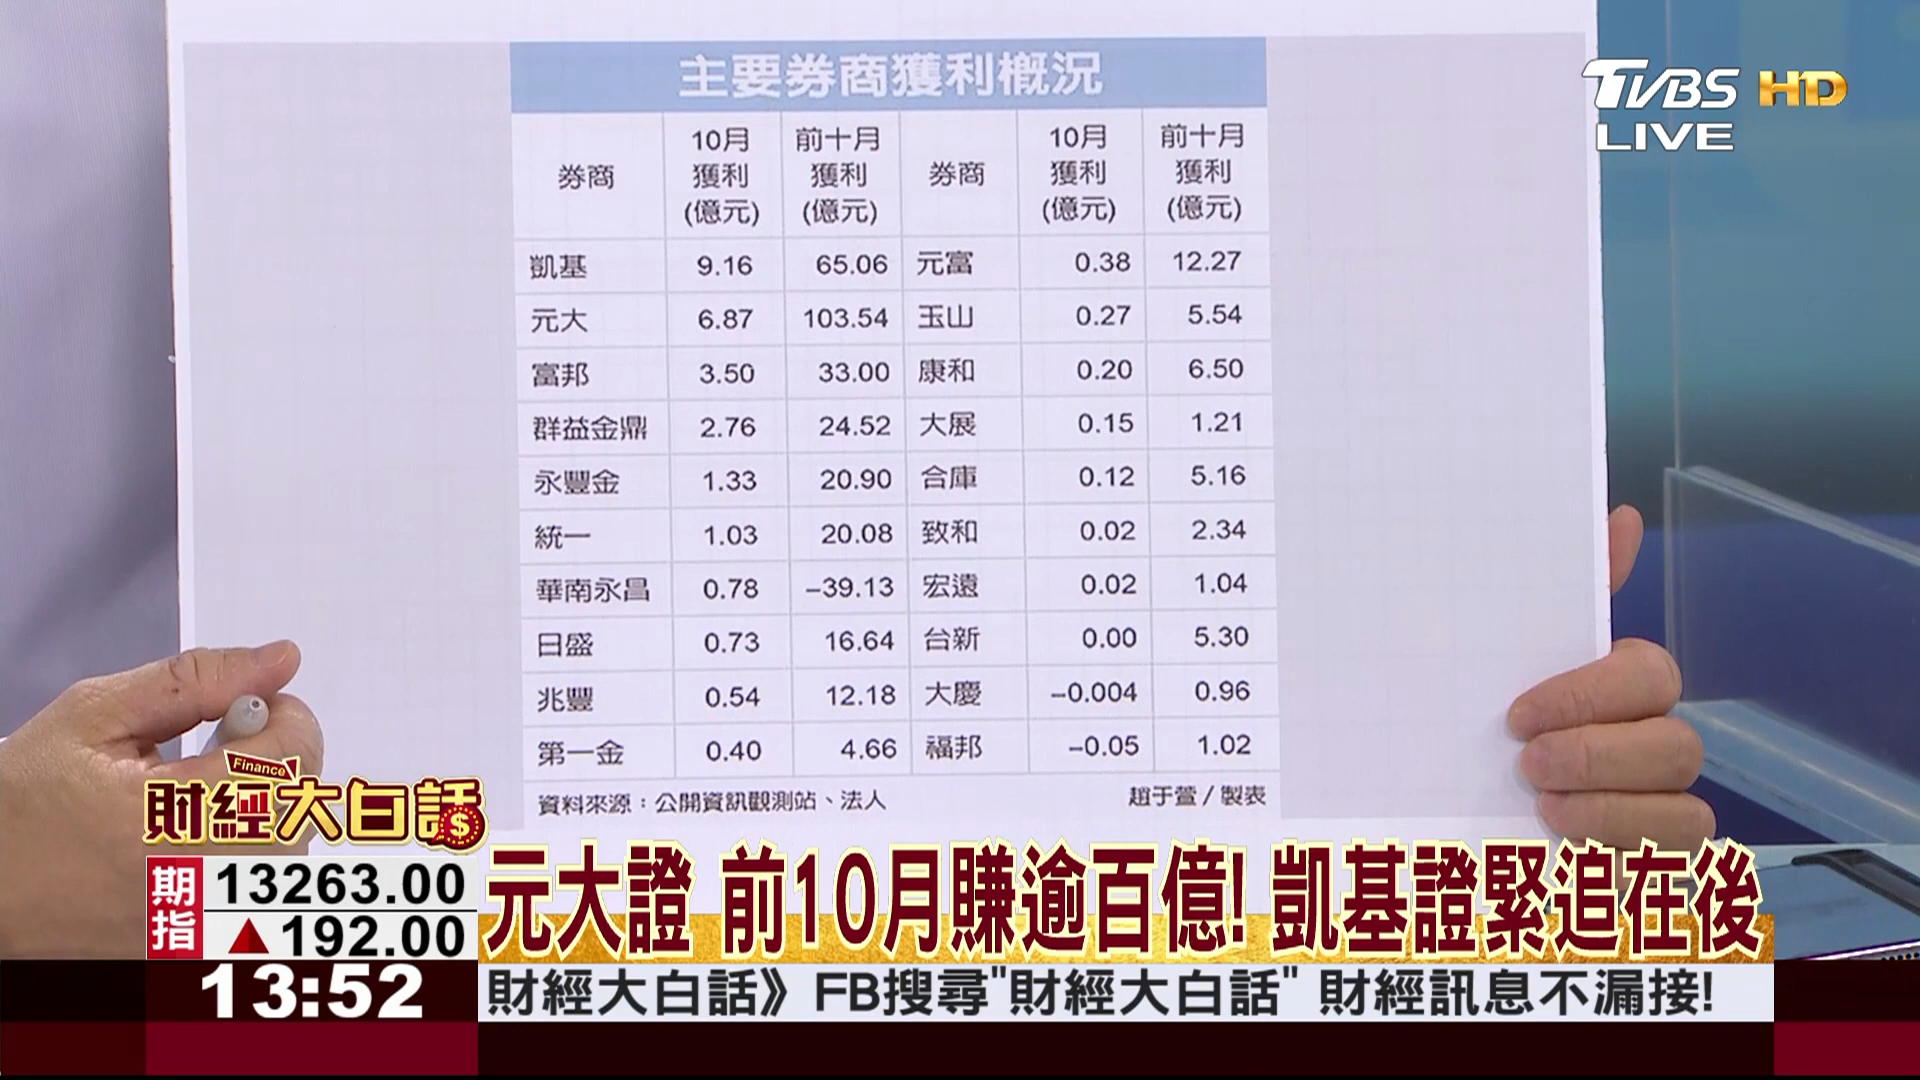 主要券商獲利概況
券商 10月獲利(億元) 前十月獲利(億元) 券商 10月獲利(億元) 前十月獲利(億元)
凱基 9.16 65.06 元富 0.38 12.27
元大 6.87 103.54 玉山 0.27 5.54
富邦 3.50 33.00 康和 0.20 6.50
群益金鼎 2.76 24.52 大展 0.15 1.21
永豐金 1.33 20.90 合庫 0.12 5.16
統一 1.03 20.08 致和 0.02 2.34
華南永昌 0.78 –39.13 宏遠 0.02 1.04
日盛 0.73 16.64 台新 0.00 5.30
兆豐 0.54 12.18 大慶 –0.004 0.96
第一金 0.40 4.66 福邦 –0.05 1.02
資料來源：公開資訊觀測站、法人 趙于萱/製表
TVBS HD
LIVE
Finance
財經大白話
期指 13263.00
▲192.00
13:52
元大證 前10月賺逾百億! 凱基證緊追在後
財經大白話》FB搜尋"財經大白話" 財經訊息不漏接!